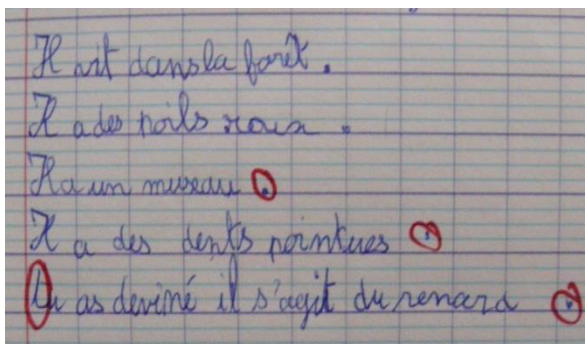 Il vit dans la forêt.
Il a des poils roux.
Il a un museau.
Il a des dents pointues.
Tu as deviné il s'agit du renard.